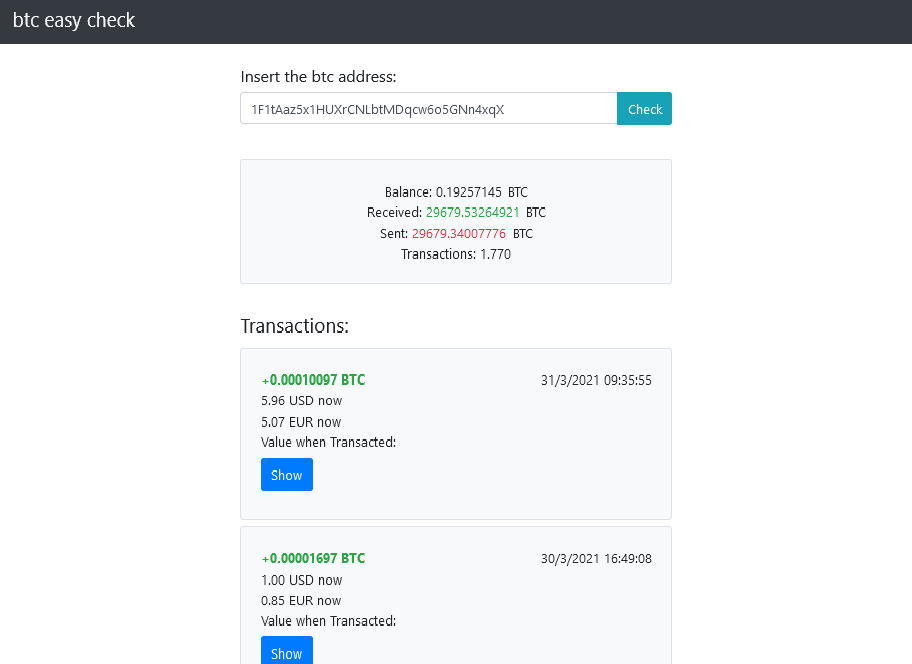 btc easy check
Insert the btc address:
1F1tAaz5x1HUXrCNLbtMDqcw6o5GNn4xqX Check
Balance: 0.19257145 BTC
Received: 29679.53264921 BTC
Sent: 29679.34007776 BTC
Transactions: 1.770
Transactions:
+0.00010097 BTC 31/3/2021 09:35:55
5.96 USD now
5.07 EUR now
Value when Transacted:
Show
+0.00001697 BTC 30/3/2021 16:49:08
1.00 USD now
0.85 EUR now
Value when Transacted:
Show